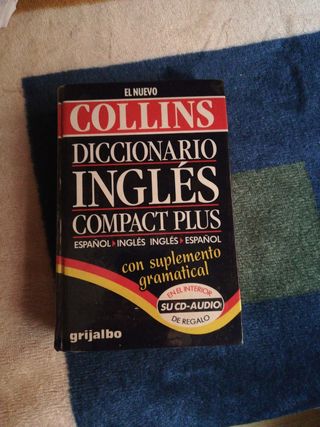 EL NUEVO
COLLINS
DICCIONARIO
INGLÉS
COMPACT PLUS
ESPAÑOL INGLÉS INGLÉS ESPAÑOL
con suplemento
gramatical
EN EL INTERIOR
SU CD-AUDIO
DE REGALO
grijalbo